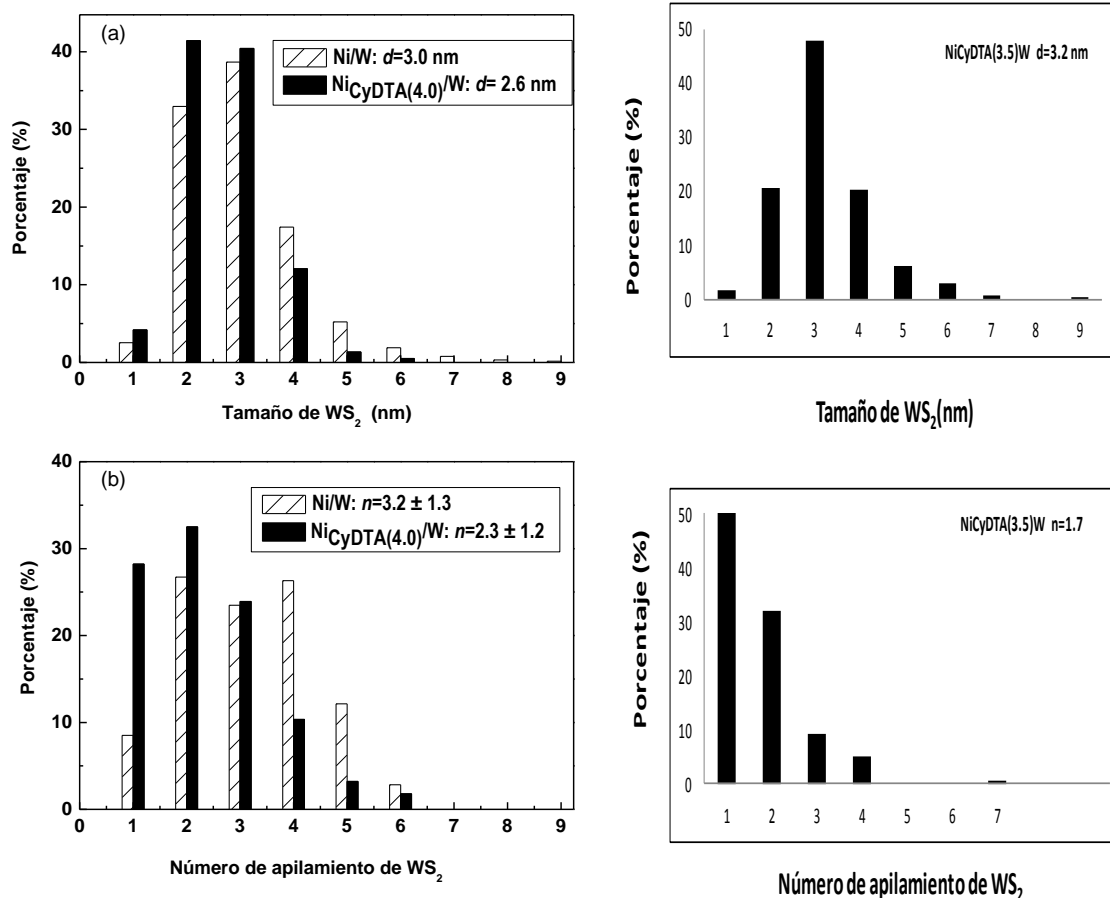 (a)
Ni/W: d=3.0 nm
NiCyDTA(4.0)/W: d= 2.6 nm
Porcentaje (%)
40
30
20
10
0
0 1 2 3 4 5 6 7 8 9
Tamaño de WS2 (nm)
NiCyDTA(3.5)W d=3.2 nm
Porcentaje (%)
50
40
30
20
10
0
1 2 3 4 5 6 7 8 9
Tamaño de WS2(nm)
(b)
Ni/W: n=3.2 ± 1.3
NiCyDTA(4.0)/W: n=2.3 ± 1.2
Porcentaje (%)
40
30
20
10
0
0 1 2 3 4 5 6 7 8 9
Número de apilamiento de WS2
NiCyDTA(3.5)W n=1.7
Porcentaje (%)
50
40
30
20
10
0
1 2 3 4 5 6 7
Número de apilamiento de WS2